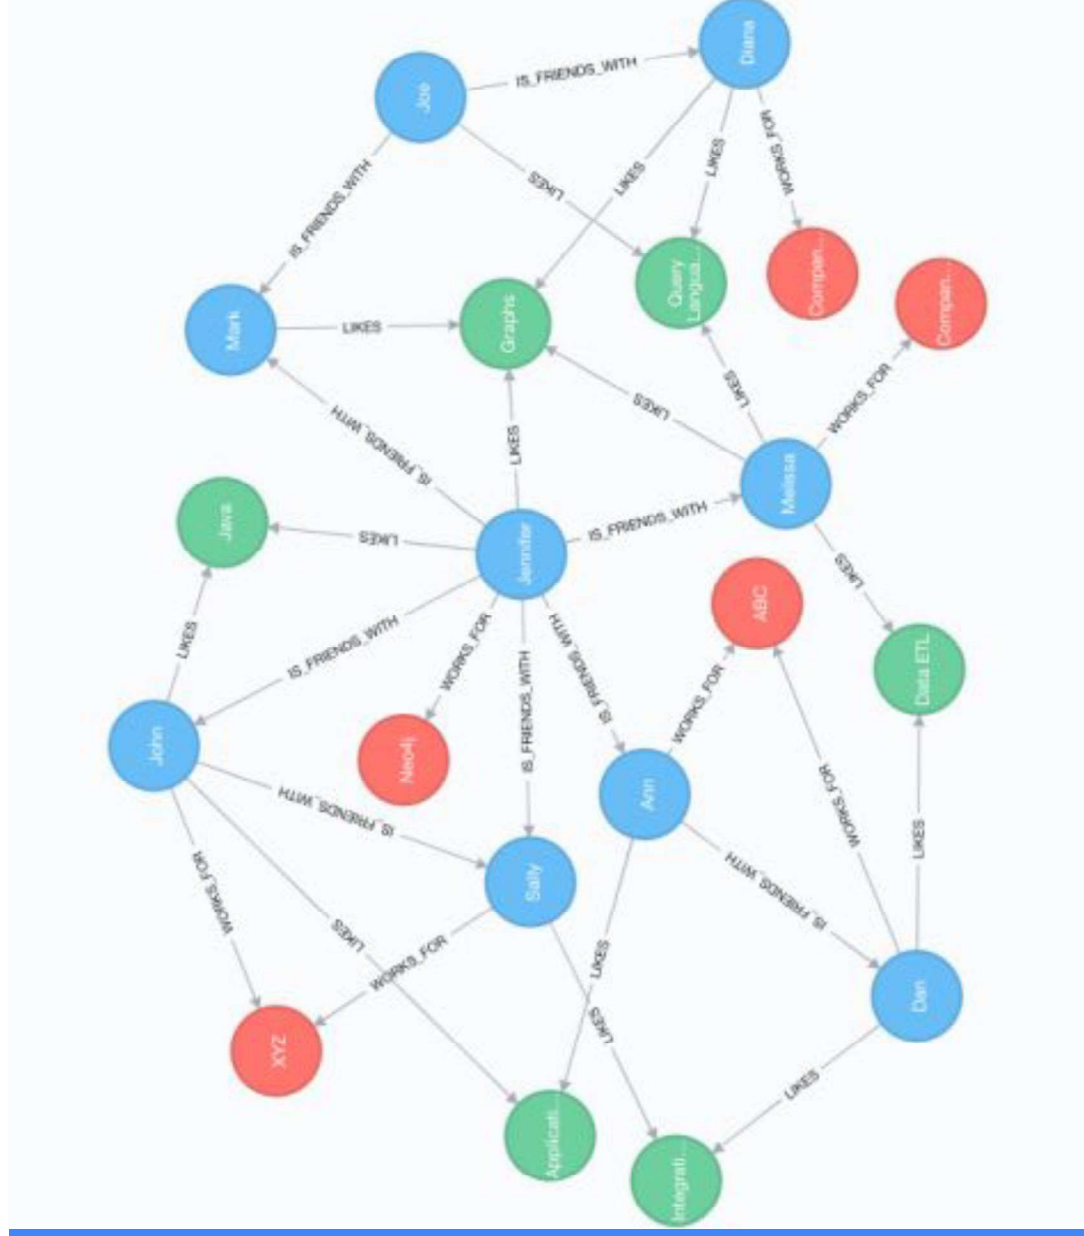 Diana
IS_FRIENDS_WITH
Joe
LIKES
LIKES
WORKS_FOR
IS_FRIENDS_WITH
LIKES
Query
Langua...
Compan...
Compan...
Mark
LIKES
Graphs
LIKES
LIKES
WORKS_FOR
IS_FRIENDS_WITH
LIKES
Melissa
Java
LIKES
IS_FRIENDS_WITH
Jennifer
LIKES
ABC
LIKES
IS_FRIENDS_WITH
WORKS_FOR
IS_FRIENDS_WITH
IS_FRIENDS_WITH
Data ETL
WORKS_FOR
John
Neo4j
Ann
WORKS_FOR
IS_FRIENDS_WITH
LIKES
Sally
IS_FRIENDS_WITH
WORKS_FOR
LIKES
WORKS_FOR
LIKES
LIKES
Dan
XYZ
LIKES
Applicati...
Integrati...